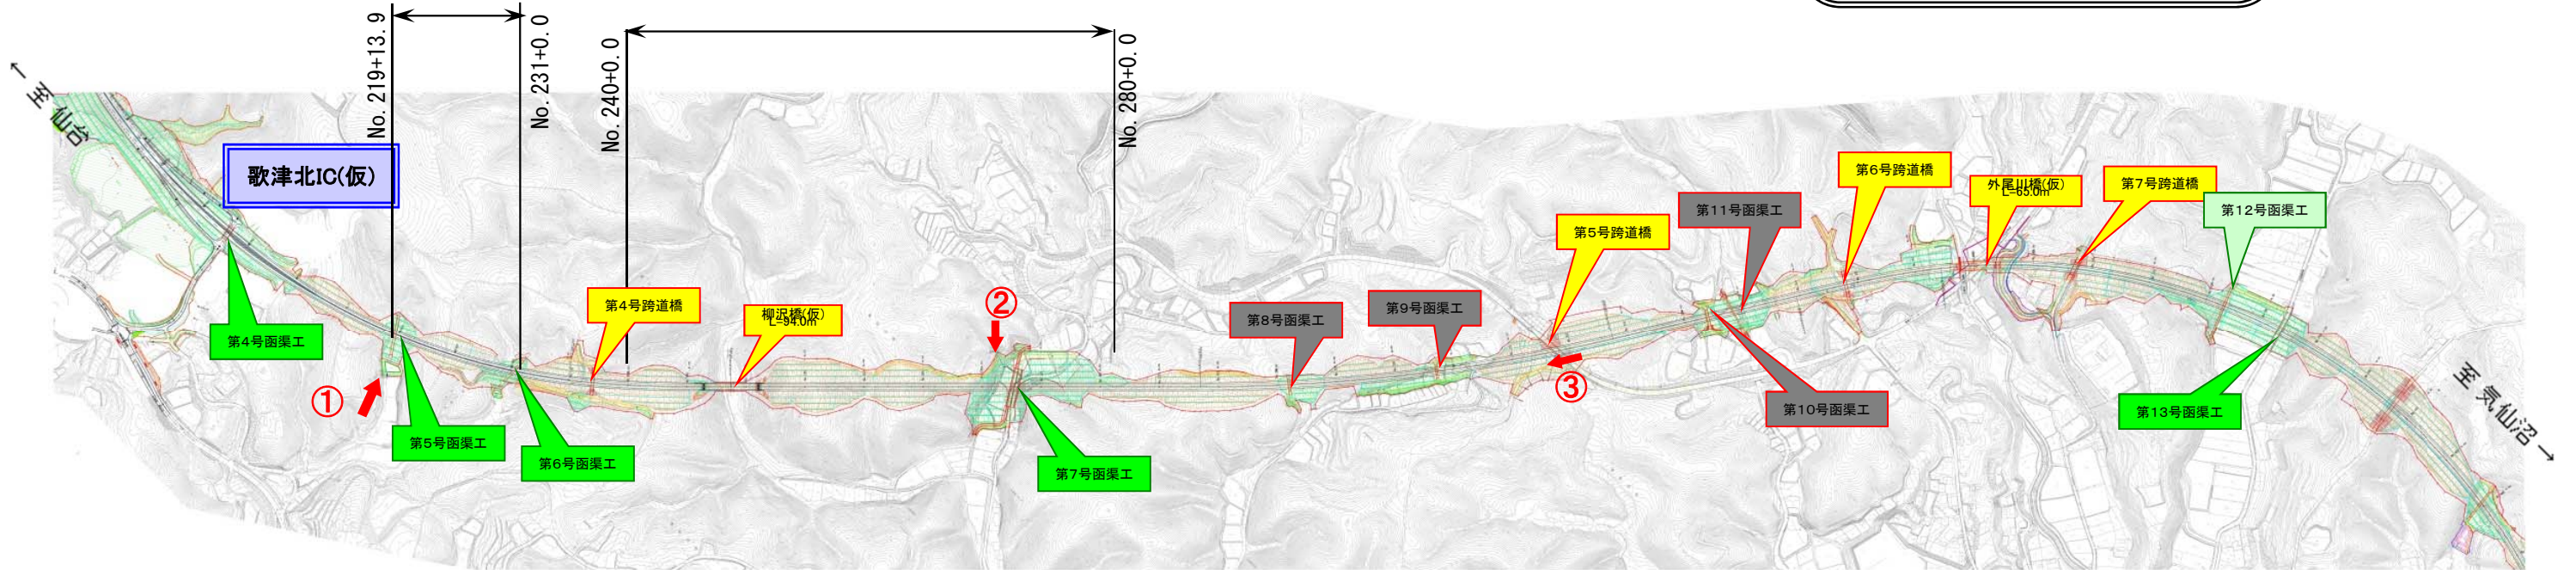 No. 219+13. 9
No. 231+0. 0
No. 240+0. 0
No. 280+0. 0
← 至 仙台
歌津北IC(仮)
第4号函渠工
①
第5号函渠工
第6号函渠工
第4号跨道橋
柳沢橋(仮)
L=94.0m
②
第7号函渠工
第8号函渠工
第9号函渠工
第5号跨道橋
③
第11号函渠工
第10号函渠工
第6号跨道橋
外尾川橋(仮)
L=65.0m
第7号跨道橋
第12号函渠工
第13号函渠工
至 気仙沼 →